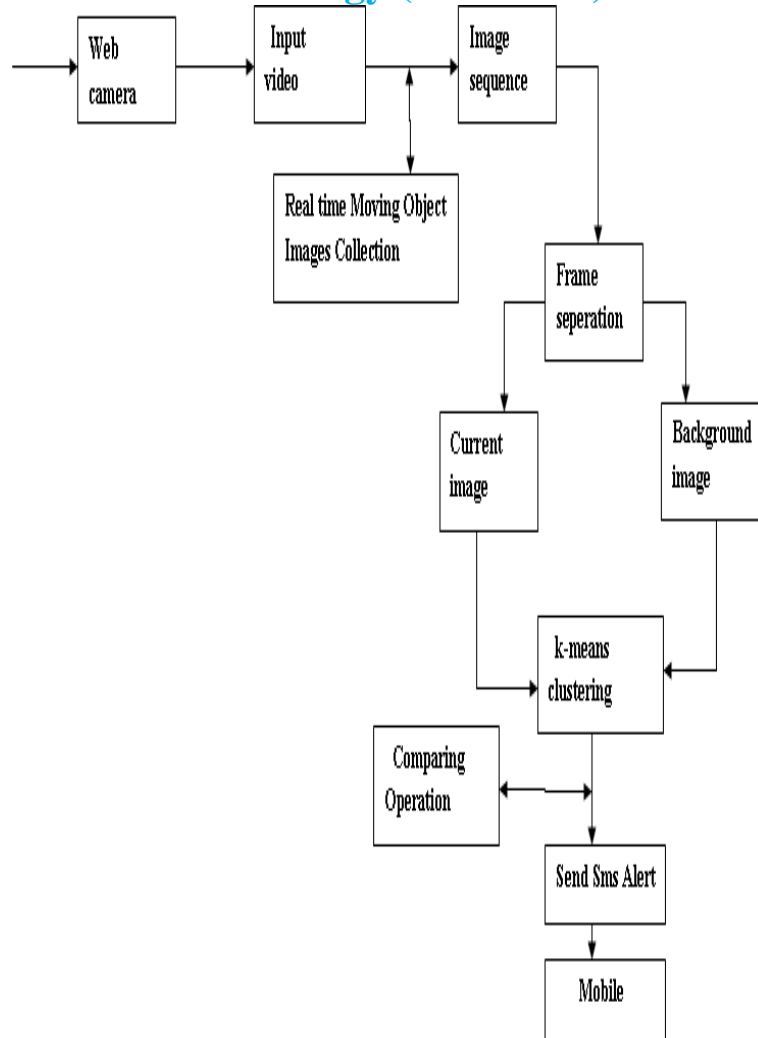 Web
camera
Input
video
Image
sequence
Real time Moving Object
Images Collection
Frame
seperation
Current
image
Background
image
k-means
clustering
Comparing
Operation
Send Sms Alert
Mobile